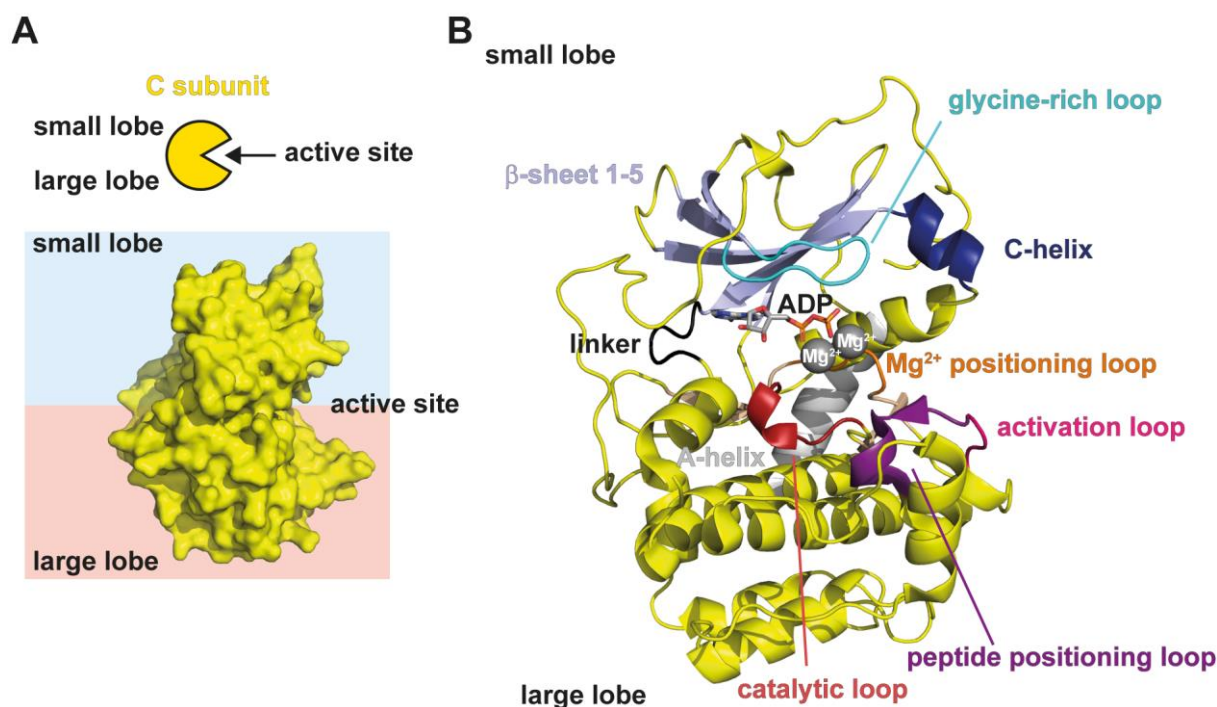 A
C subunit
small lobe
active site
large lobe
small lobe
active site
large lobe
B
small lobe
glycine-rich loop
β-sheet 1-5
C-helix
ADP
linker
Mg²⁺
Mg²⁺
Mg²⁺ positioning loop
activation loop
A-helix
peptide positioning loop
catalytic loop
large lobe